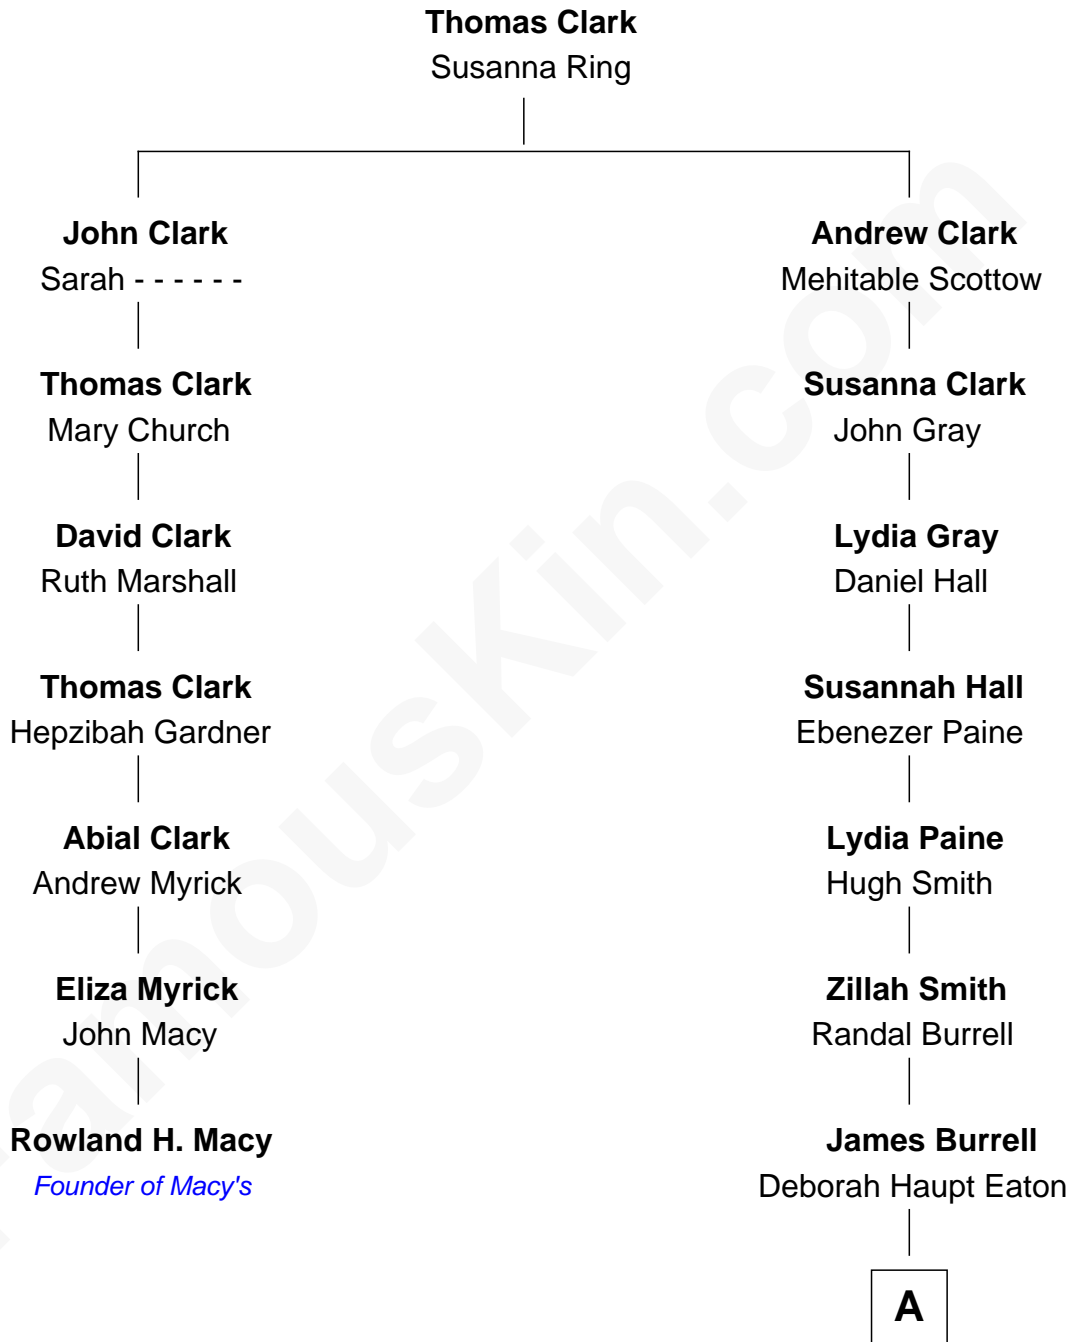 Thomas Clark
Susanna Ring
John Clark
Sarah - - - - - -
Andrew Clark
Mehitable Scottow
Thomas Clark
Mary Church
Susanna Clark
John Gray
David Clark
Ruth Marshall
Lydia Gray
Daniel Hall
Thomas Clark
Hepzibah Gardner
Susannah Hall
Ebenezer Paine
Abial Clark
Andrew Myrick
Lydia Paine
Hugh Smith
Eliza Myrick
John Macy
Zillah Smith
Randal Burrell
Rowland H. Macy
Founder of Macy's
James Burrell
Deborah Haupt Eaton
A
FamousKin.com